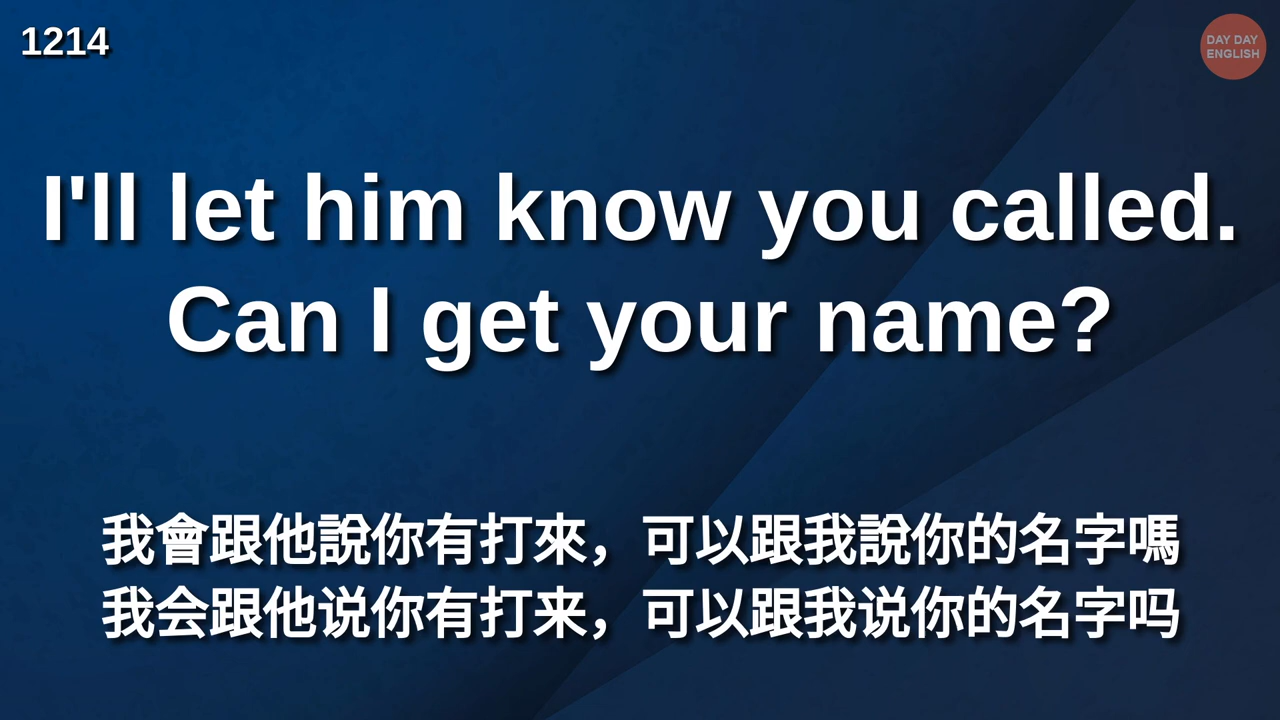 1214
DAY DAY
ENGLISH
I'll let him know you called.
Can I get your name?
我會跟他說你有打來，可以跟我說你的名字嗎
我会跟他说你有打来，可以跟我说你的名字吗